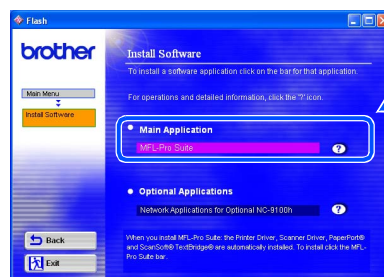 Flash
brother
Install Software
To install a software application click on the bar for that application.
For operations and detailed information, click the '?' icon.
Main Menu
Install Software
Main Application
MFL-Pro Suite
?
Optional Applications
Network Applications for Optional NC-9100h
?
When you install MFL-Pro Suite: the Printer Driver, Scanner Driver, PaperPort®
and ScanSoft® TextBridge® are automatically installed. To install click the MFL-
Pro Suite bar.
Back
Exit